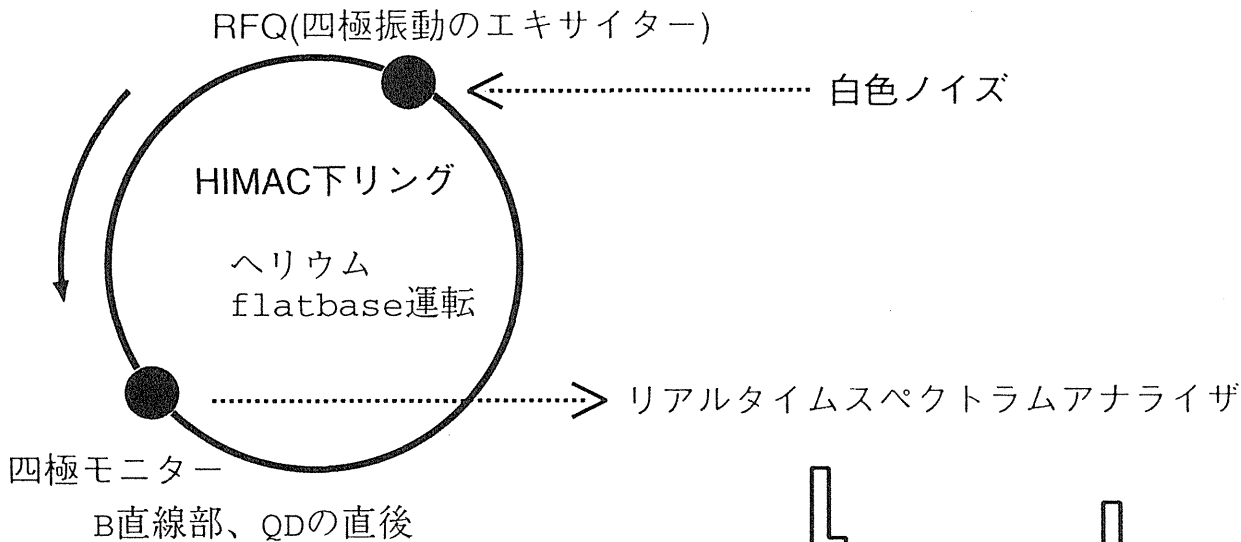 RFQ(四極振動のエキサイター)
白色ノイズ
HIMAC下リング
ヘリウム
flatbase運転
リアルタイムスペクトラムアナライザ
四極モニター
B直線部、QDの直後